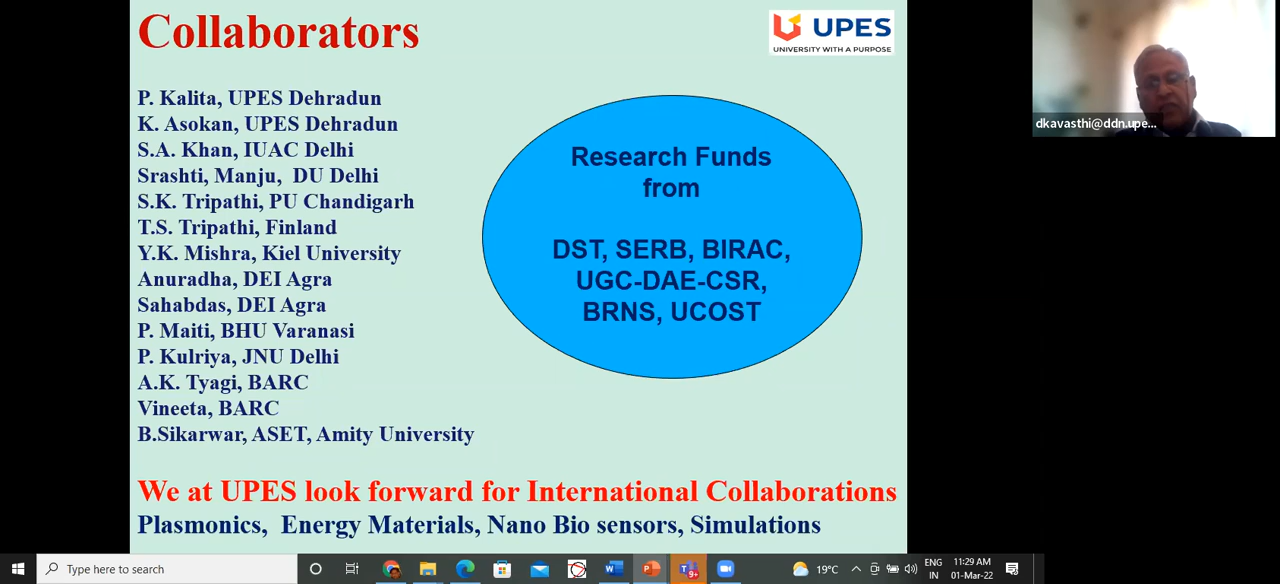 Collaborators
UPES
UNIVERSITY WITH A PURPOSE
P. Kalita, UPES Dehradun
K. Asokan, UPES Dehradun
S.A. Khan, IUAC Delhi
Srashti, Manju,  DU Delhi
S.K. Tripathi, PU Chandigarh
T.S. Tripathi, Finland
Y.K. Mishra, Kiel University
Anuradha, DEI Agra
Sahabdas, DEI Agra
P. Maiti, BHU Varanasi
P. Kulriya, JNU Delhi
A.K. Tyagi, BARC
Vineeta, BARC
B.Sikarwar, ASET, Amity University
Research Funds
from
DST, SERB, BIRAC,
UGC-DAE-CSR,
BRNS, UCOST
We at UPES look forward for International Collaborations
Plasmonics,  Energy Materials, Nano Bio sensors, Simulations
dkavasthi@ddn.upe...
Type here to search
W
P
T
9+
19°C
ENG
IN
11:29 AM
01-Mar-22